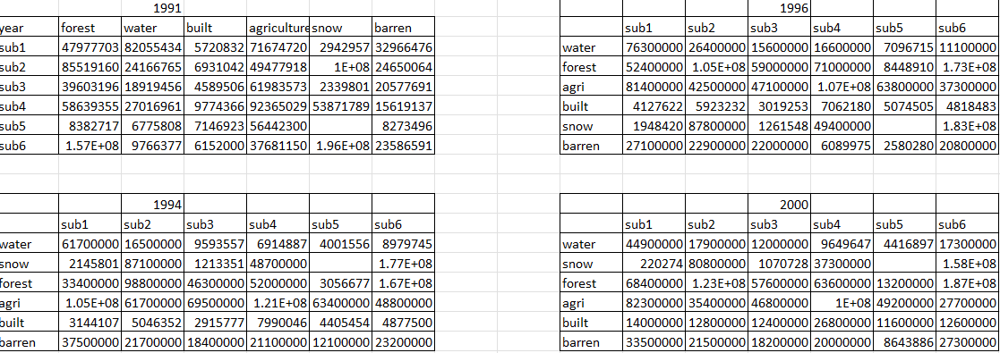 1991
year forest water built agriculture snow barren
sub1 47977703 82055434 5720832 71674720 2942957 32966476
sub2 85519160 24166765 6931042 49477918 1E+08 24650064
sub3 39603196 18919456 4589506 61983573 2339801 20577691
sub4 58639355 27016961 9774366 92365029 53871789 15619137
sub5 8382717 6775808 7146923 56442300 8273496
sub6 1.57E+08 9766377 6152000 37681150 1.96E+08 23586591
1996
sub1 sub2 sub3 sub4 sub5 sub6
water 76300000 26400000 15600000 16600000 7096715 11100000
forest 52400000 1.05E+08 59000000 71000000 8448910 1.73E+08
agri 81400000 42500000 47100000 1.07E+08 63800000 37300000
built 4127622 5923232 3019253 7062180 5074505 4818483
snow 1948420 87800000 1261548 49400000 1.83E+08
barren 27100000 22900000 22000000 6089975 2580280 20800000
1994
sub1 sub2 sub3 sub4 sub5 sub6
water 61700000 16500000 9593557 6914887 4001556 8979745
snow 2145801 87100000 1213351 48700000 1.77E+08
forest 33400000 98800000 46300000 52000000 3056677 1.67E+08
agri 1.05E+08 61700000 69500000 1.21E+08 63400000 48800000
built 3144107 5046352 2915777 7990046 4405454 4877500
barren 37500000 21700000 18400000 21100000 12100000 23200000
2000
sub1 sub2 sub3 sub4 sub5 sub6
water 44900000 17900000 12000000 9649647 4416897 17300000
snow 220274 80800000 1070728 37300000 1.58E+08
forest 68400000 1.23E+08 57600000 63600000 13200000 1.87E+08
agri 82300000 35400000 46800000 1E+08 49200000 27700000
built 14000000 12800000 12400000 26800000 11600000 12600000
barren 33500000 21500000 18200000 20000000 8643886 27300000